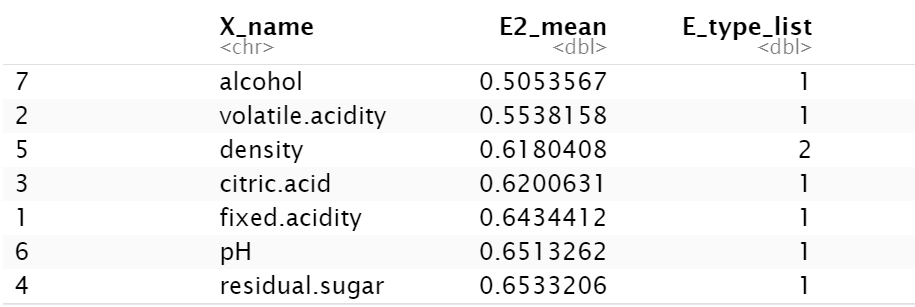 X_name E2_mean E_type_list
<chr> <dbl> <dbl>
7 alcohol 0.5053567 1
2 volatile.acidity 0.5538158 1
5 density 0.6180408 2
3 citric.acid 0.6200631 1
1 fixed.acidity 0.6434412 1
6 pH 0.6513262 1
4 residual.sugar 0.6533206 1